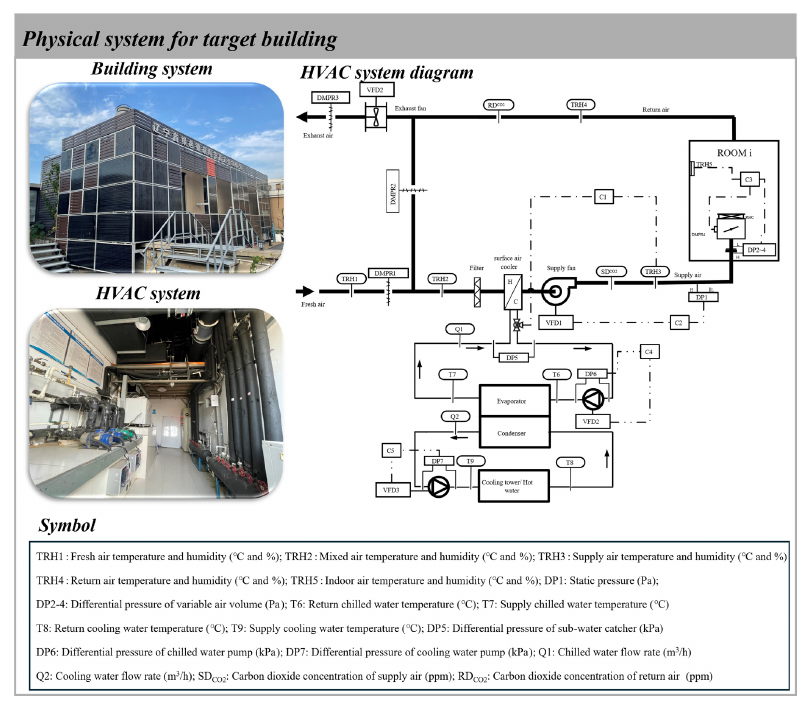 Physical system for target building
Building system
HVAC system diagram
VFD2
DMPR3
Exhaust fan
RD^CO2
TRH4
Return air
Exhaust air
ROOM i
TRH5
C3
DMPR2
C1
DP2-4
surface air
cooler
Filter
Supply fan
SD^CO2
TRH3
Supply air
TRH1
DMPR1
TRH2
H
C
DP1
Fresh air
VFD1
C2
HVAC system
Q1
DP5
C4
T7
T6
DP6
Evaporator
VFD2
Q2
Condenser
C5
DP7
T9
T8
Cooling tower/ Hot
water
VFD3
Symbol
TRH1 : Fresh air temperature and humidity (°C and %); TRH2 : Mixed air temperature and humidity (°C and %); TRH3 : Supply air temperature and humidity (°C and %)
TRH4 : Return air temperature and humidity (°C and %); TRH5 : Indoor air temperature and humidity (°C and %); DP1: Static pressure (Pa);
DP2-4: Differential pressure of variable air volume (Pa); T6: Return chilled water temperature (°C); T7: Supply chilled water temperature (°C)
T8: Return cooling water temperature (°C); T9: Supply cooling water temperature (°C); DP5: Differential pressure of sub-water catcher (kPa)
DP6: Differential pressure of chilled water pump (kPa); DP7: Differential pressure of cooling water pump (kPa); Q1: Chilled water flow rate (m³/h)
Q2: Cooling water flow rate (m³/h); SD_CO2: Carbon dioxide concentration of supply air (ppm); RD_CO2: Carbon dioxide concentration of return air (ppm)